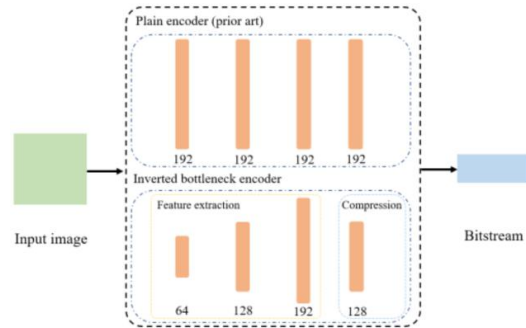 Plain encoder (prior art)
192 192 192 192
Inverted bottleneck encoder
Feature extraction Compression
64 128 192 128
Input image
Bitstream